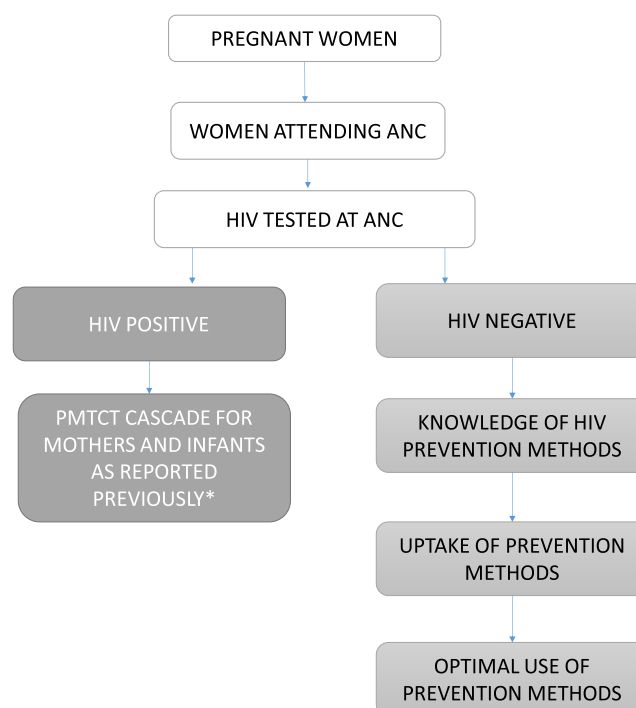 PREGNANT WOMEN
WOMEN ATTENDING ANC
HIV TESTED AT ANC
HIV POSITIVE
PMTCT CASCADE FOR
MOTHERS AND INFANTS
AS REPORTED
PREVIOUSLY*
HIV NEGATIVE
KNOWLEDGE OF HIV
PREVENTION METHODS
UPTAKE OF PREVENTION
METHODS
OPTIMAL USE OF
PREVENTION METHODS